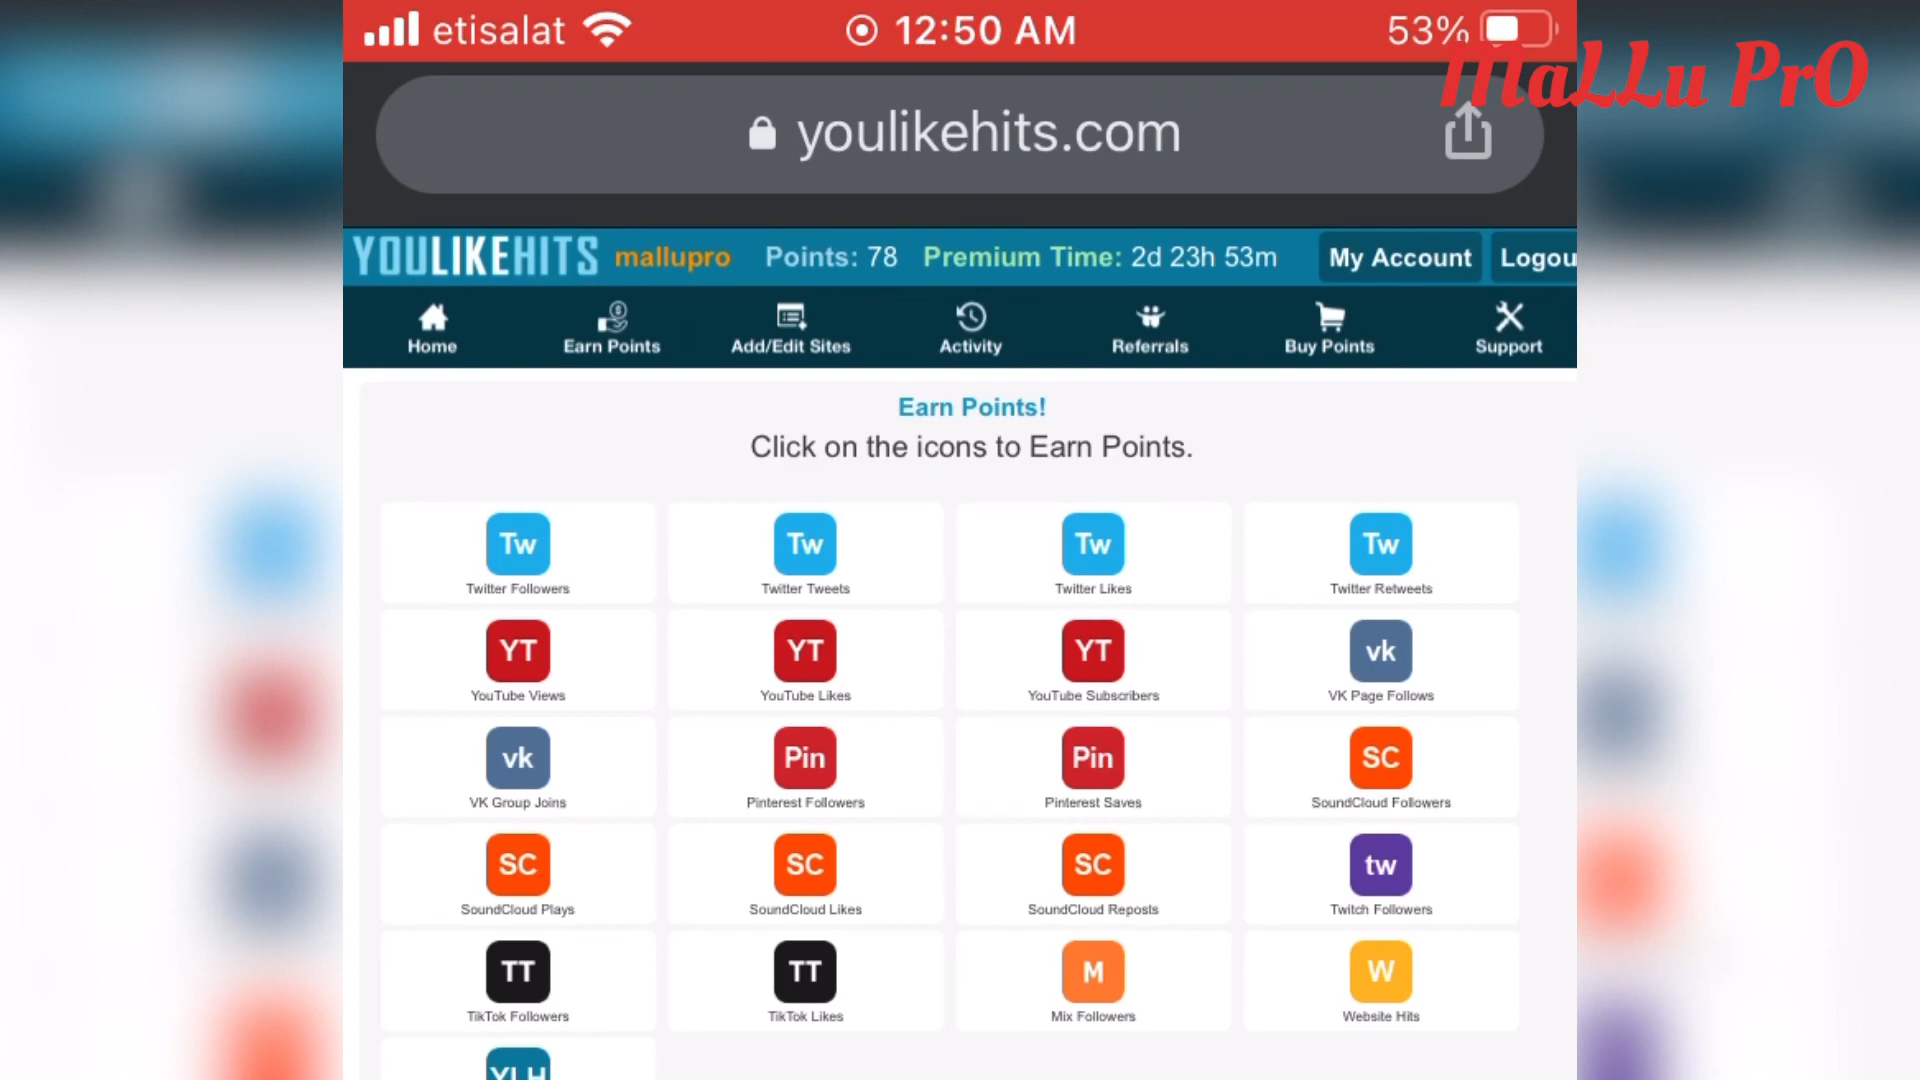 etisalat 12:50 AM 53%
MaLLu PrO
youlikehits.com
YOULIKEHITS mallupro Points: 78 Premium Time: 2d 23h 53m My Account Logou
Home Earn Points Add/Edit Sites Activity Referrals Buy Points Support
Earn Points!
Click on the icons to Earn Points.
Tw Tw Tw Tw
Twitter Followers Twitter Tweets Twitter Likes Twitter Retweets
YT YT YT vk
YouTube Views YouTube Likes YouTube Subscribers VK Page Follows
vk Pin Pin SC
VK Group Joins Pinterest Followers Pinterest Saves SoundCloud Followers
SC SC SC tw
SoundCloud Plays SoundCloud Likes SoundCloud Reposts Twitch Followers
TT TT M W
TikTok Followers TikTok Likes Mix Followers Website Hits
YLH